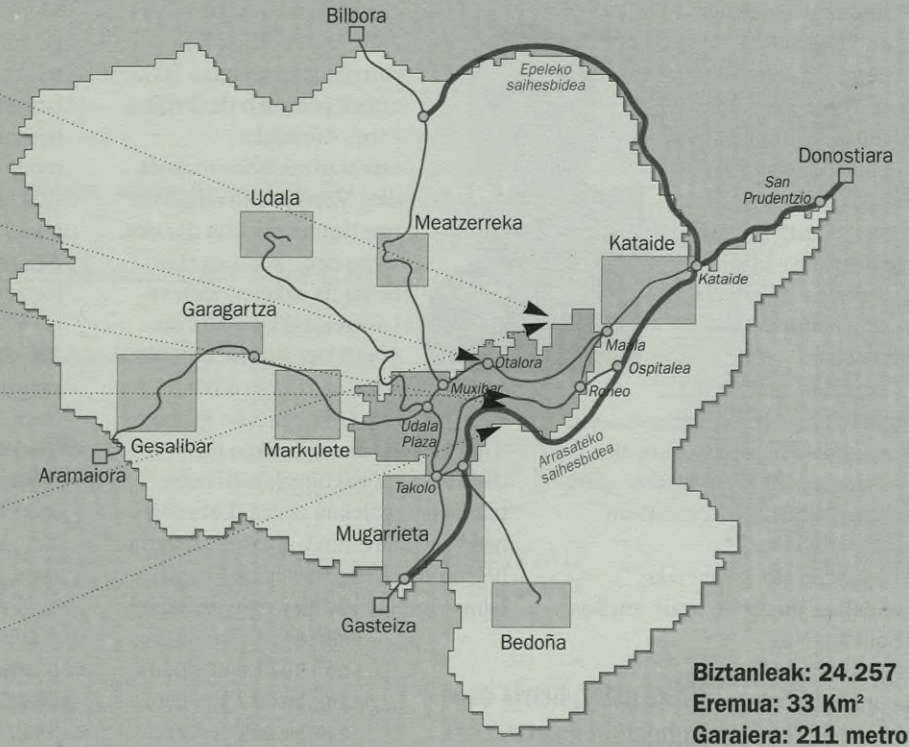 Bilbora
Epeleko
saihesbidea
Donostiara
San
Prudentzio
Udala
Meatzerreka
Kataide
Kataide
Garagartza
Maala
Otalora
Ospitalea
Muxibar
Roneo
Udala
Plaza
Gesalibar
Markulete
Arrasateko
saihesbidea
Aramaiora
Takolo
Mugarrieta
Gasteiza
Bedoña
Biztanleak: 24.257
Eremua: 33 Km²
Garaiera: 211 metro